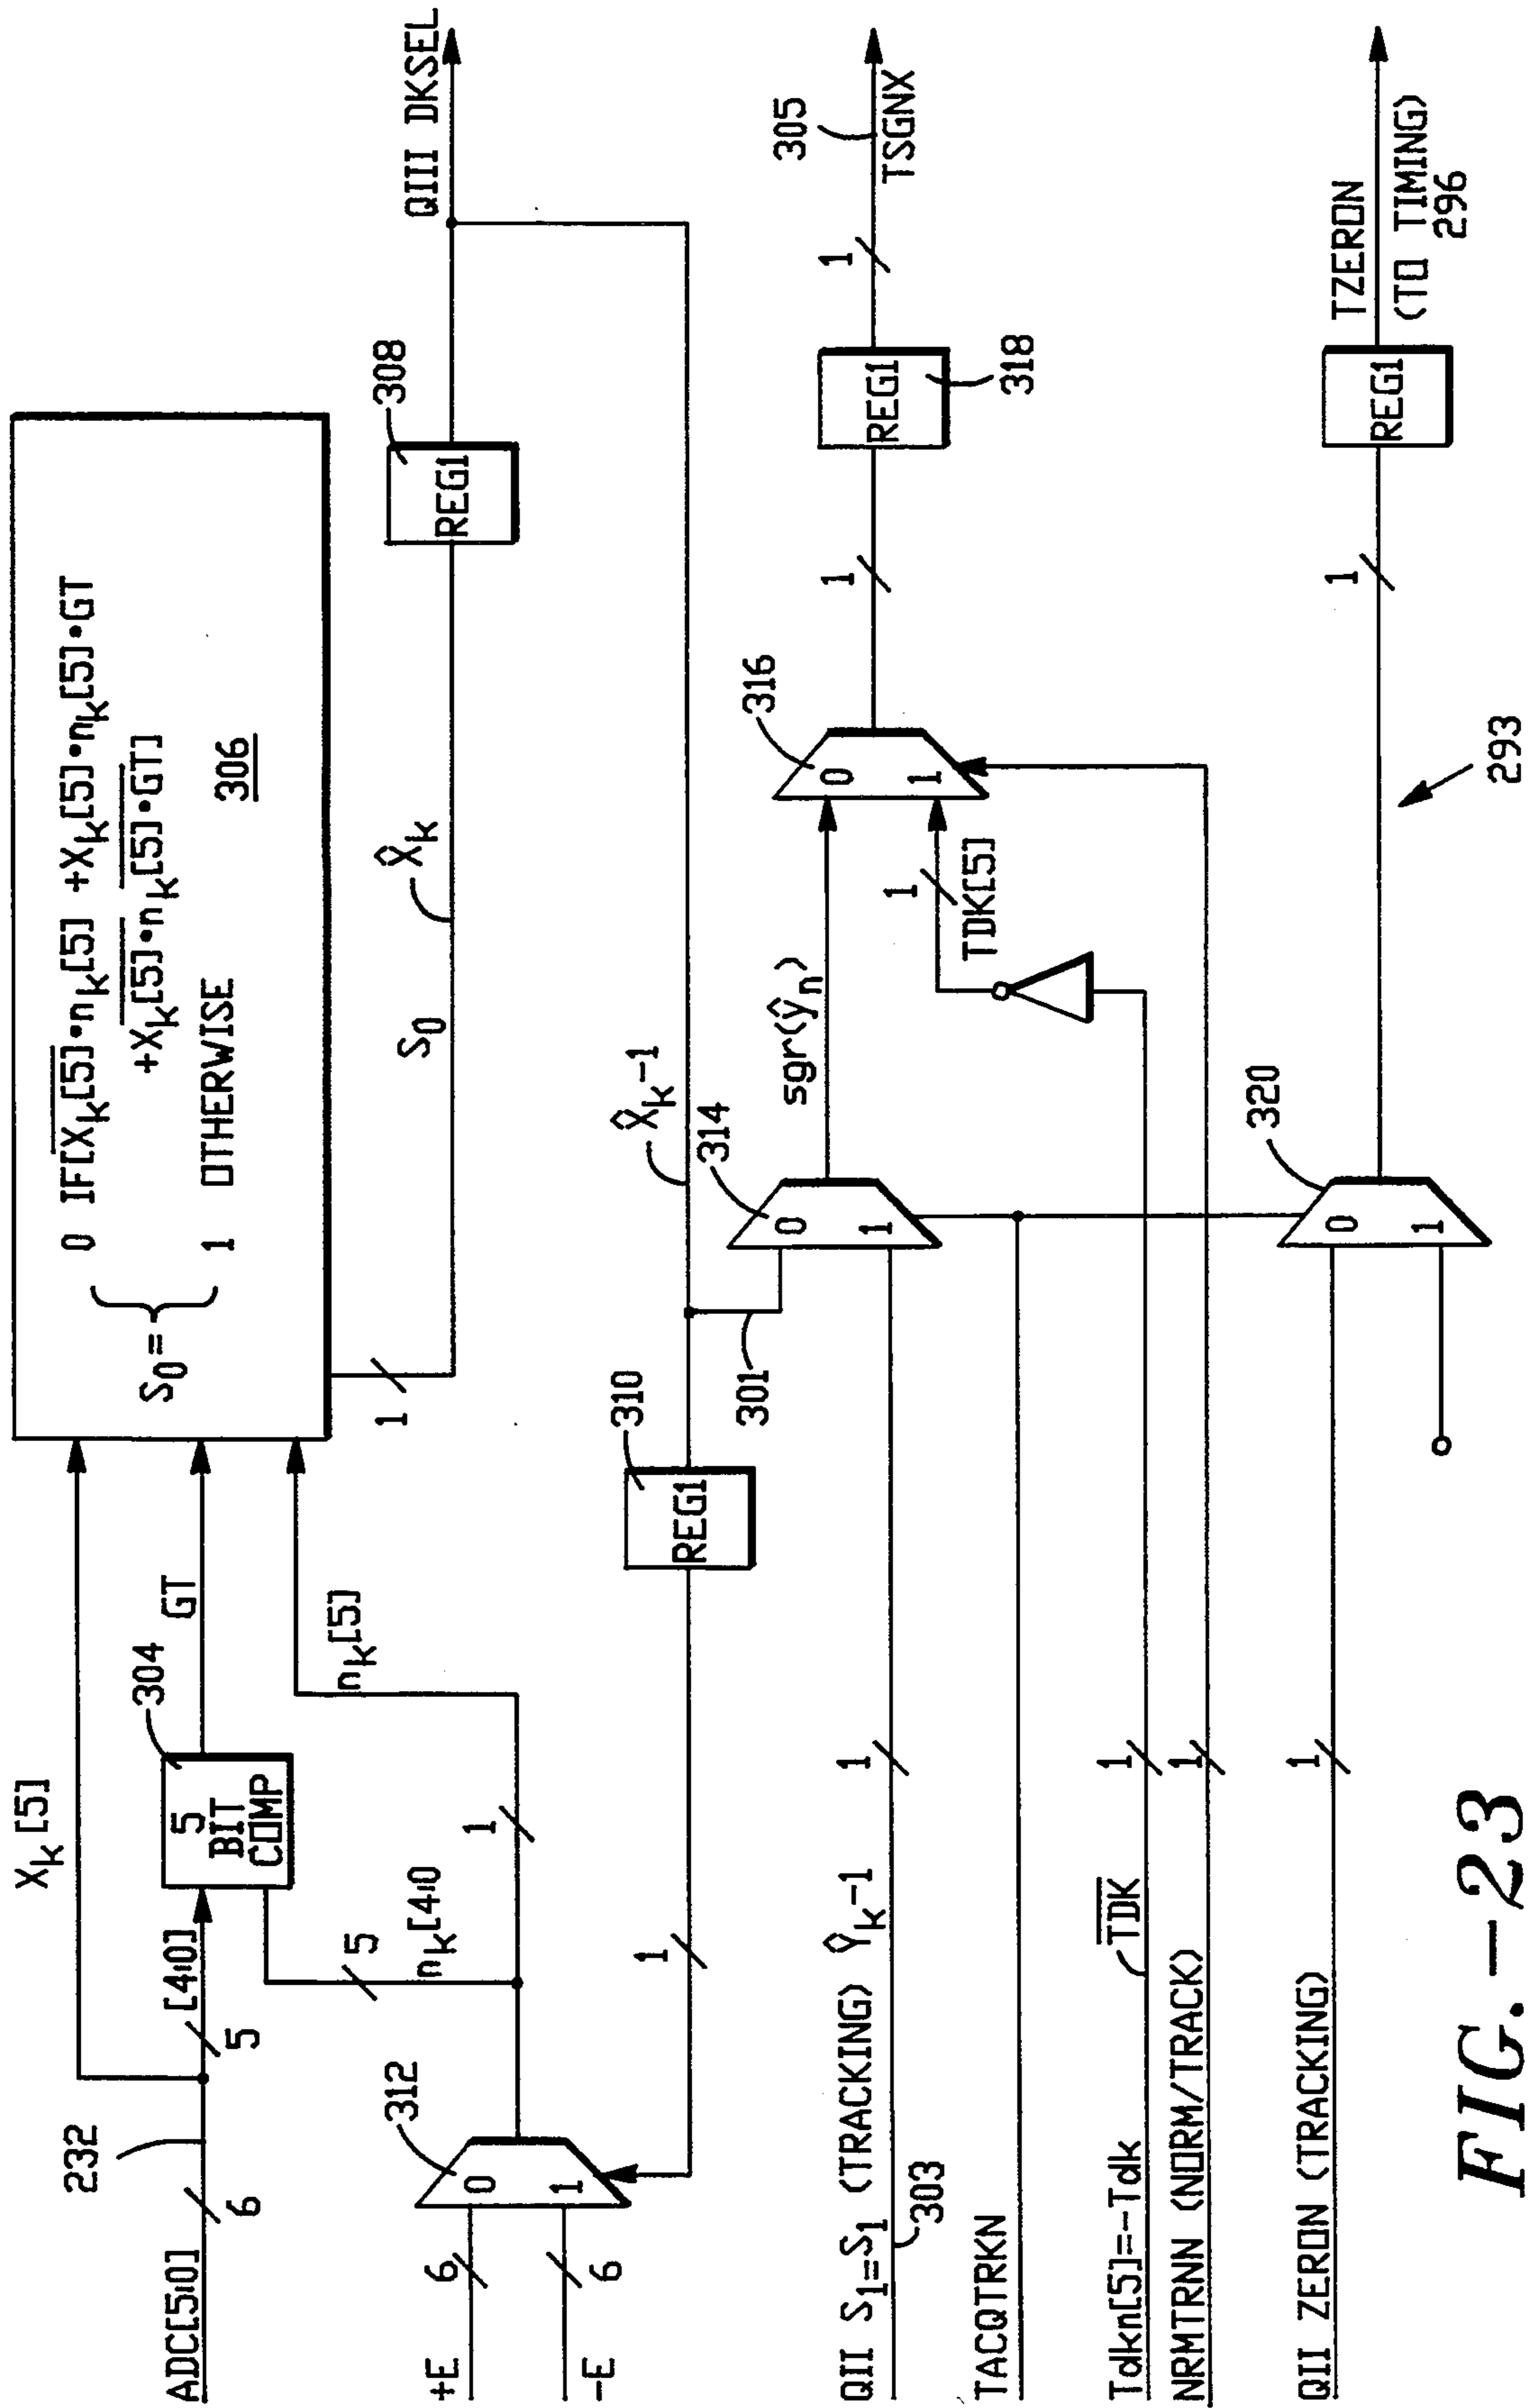 ADC[5:0]
6
232
X_k[5]
[4:0]
5
5 BIT COMP
304
GT
n_k[4:0
5
1
n_k[5]
S_0 = { 0 IF[\overline{X_k[5]}•n_k[5] +X_k[5]•n_k[5]•GT
+\overline{X_k[5]}•\overline{n_k[5]}•\overline{GT}]
1 OTHERWISE
306
+E
6
-E
6
0
1
312
1
S_0
X̂_k
REG1
308
QIII DKSEL
1
REG1
310
301
X̂_k-1
QII S_1=S_1 (TRACKING) Ŷ_k-1
303
1
0
1
314
sgr(ŷ_n)
0
1
316
1
REG1
318
1
305
TSGNX
TACQTRKN
Tdkn[5]=-Tdk
\overline{TDK}
1
1
TDK[5]
NRMTRNN (NORM/TRACK)
1
QII ZERON (TRACKING)
1
0
1
320
1
REG1
TZERON
(TO TIMING)
296
293
FIG.-23